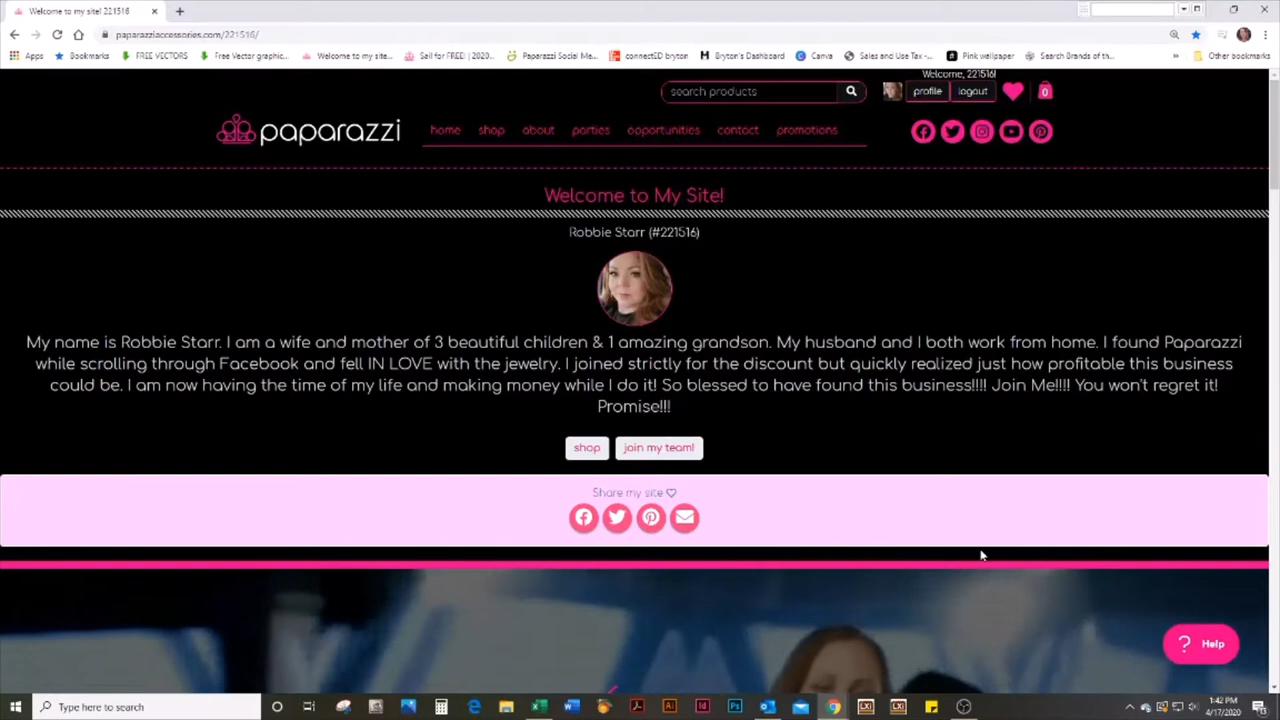 Welcome to my site! 221516
paparazziaccessories.com/221516/
Apps Bookmarks FREE VECTORS Free Vector graphic... Welcome to my site... Sell for FREE! | 2020... Paparazzi Social Me... connectED bryton Bryton's Dashboard Canva Sales and Use Tax -... Pink wallpaper Search Brands of th... Other bookmarks
Welcome, 221516!
search products profile logout 0
paparazzi home shop about parties opportunities contact promotions
Welcome to My Site!
Robbie Starr (#221516)
My name is Robbie Starr. I am a wife and mother of 3 beautiful children & 1 amazing grandson. My husband and I both work from home. I found Paparazzi
while scrolling through Facebook and fell IN LOVE with the jewelry. I joined strictly for the discount but quickly realized just how profitable this business
could be. I am now having the time of my life and making money while I do it! So blessed to have found this business!!!! Join Me!!!! You won't regret it!
Promise!!!
shop join my team!
Share my site
? Help
Type here to search
1:42 PM
4/17/2020